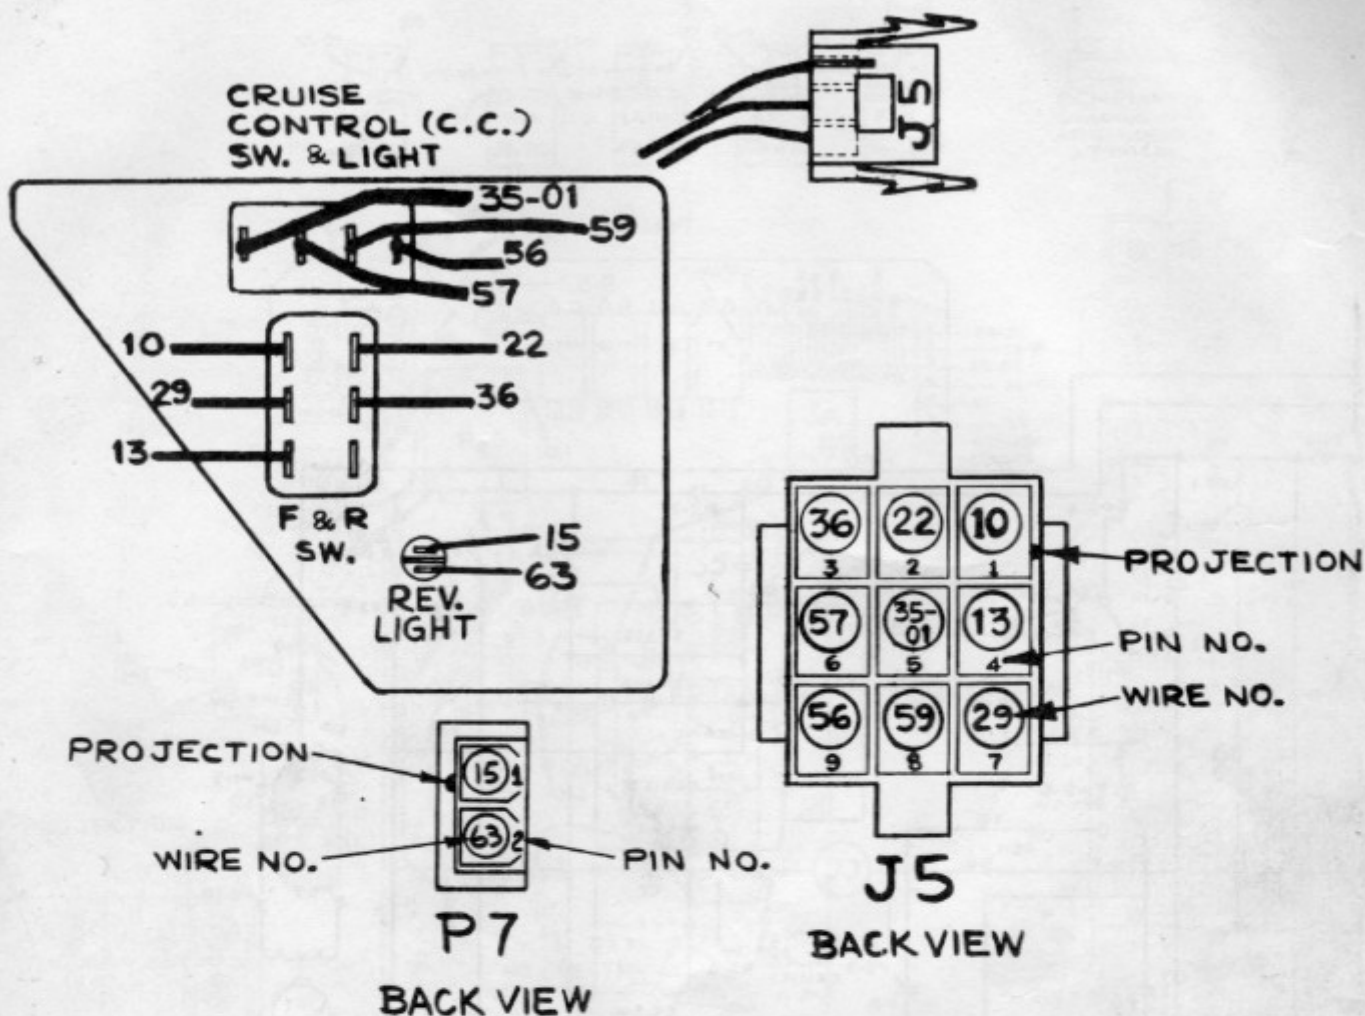 CRUISE
CONTROL (C.C.)
SW. & LIGHT
J5
35-01
59
56
57
10
22
29
36
13
F & R
SW.
15
63
REV.
LIGHT
36
22
10
3
2
1
PROJECTION
57
35-
01
13
6
5
4
PIN NO.
56
59
29
9
8
7
WIRE NO.
PROJECTION
15
1
63
2
WIRE NO.
PIN NO.
P7
BACK VIEW
J5
BACK VIEW